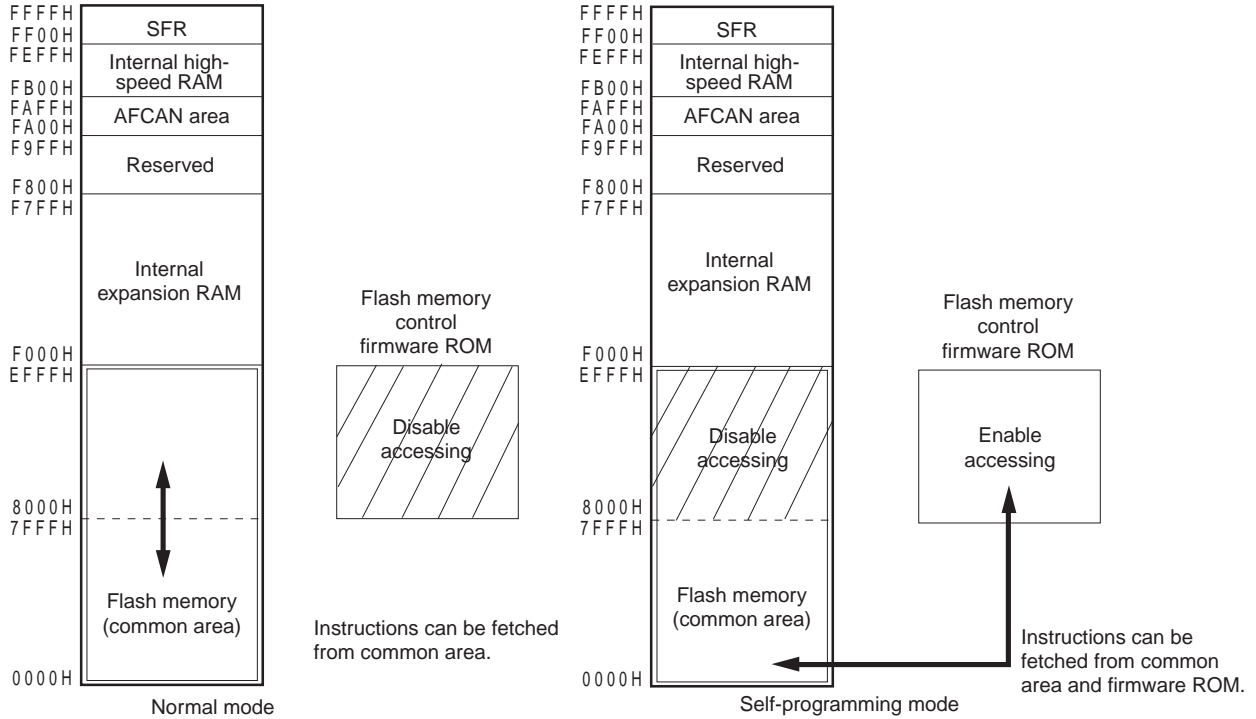 FFFFH
FF00H
FEFFH
FB00H
FAFFH
FA00H
F9FFH
F800H
F7FFH
F000H
EFFFH
8000H
7FFFH
0000H
SFR
Internal high-
speed RAM
AFCAN area
Reserved
Internal
expansion RAM
Flash memory
(common area)
Normal mode
Flash memory
control
firmware ROM
Disable
accessing
Instructions can be fetched
from common area.
FFFFH
FF00H
FEFFH
FB00H
FAFFH
FA00H
F9FFH
F800H
F7FFH
F000H
EFFFH
8000H
7FFFH
0000H
SFR
Internal high-
speed RAM
AFCAN area
Reserved
Internal
expansion RAM
Disable
accessing
Flash memory
(common area)
Self-programming mode
Flash memory
control
firmware ROM
Enable
accessing
Instructions can be
fetched from common
area and firmware ROM.